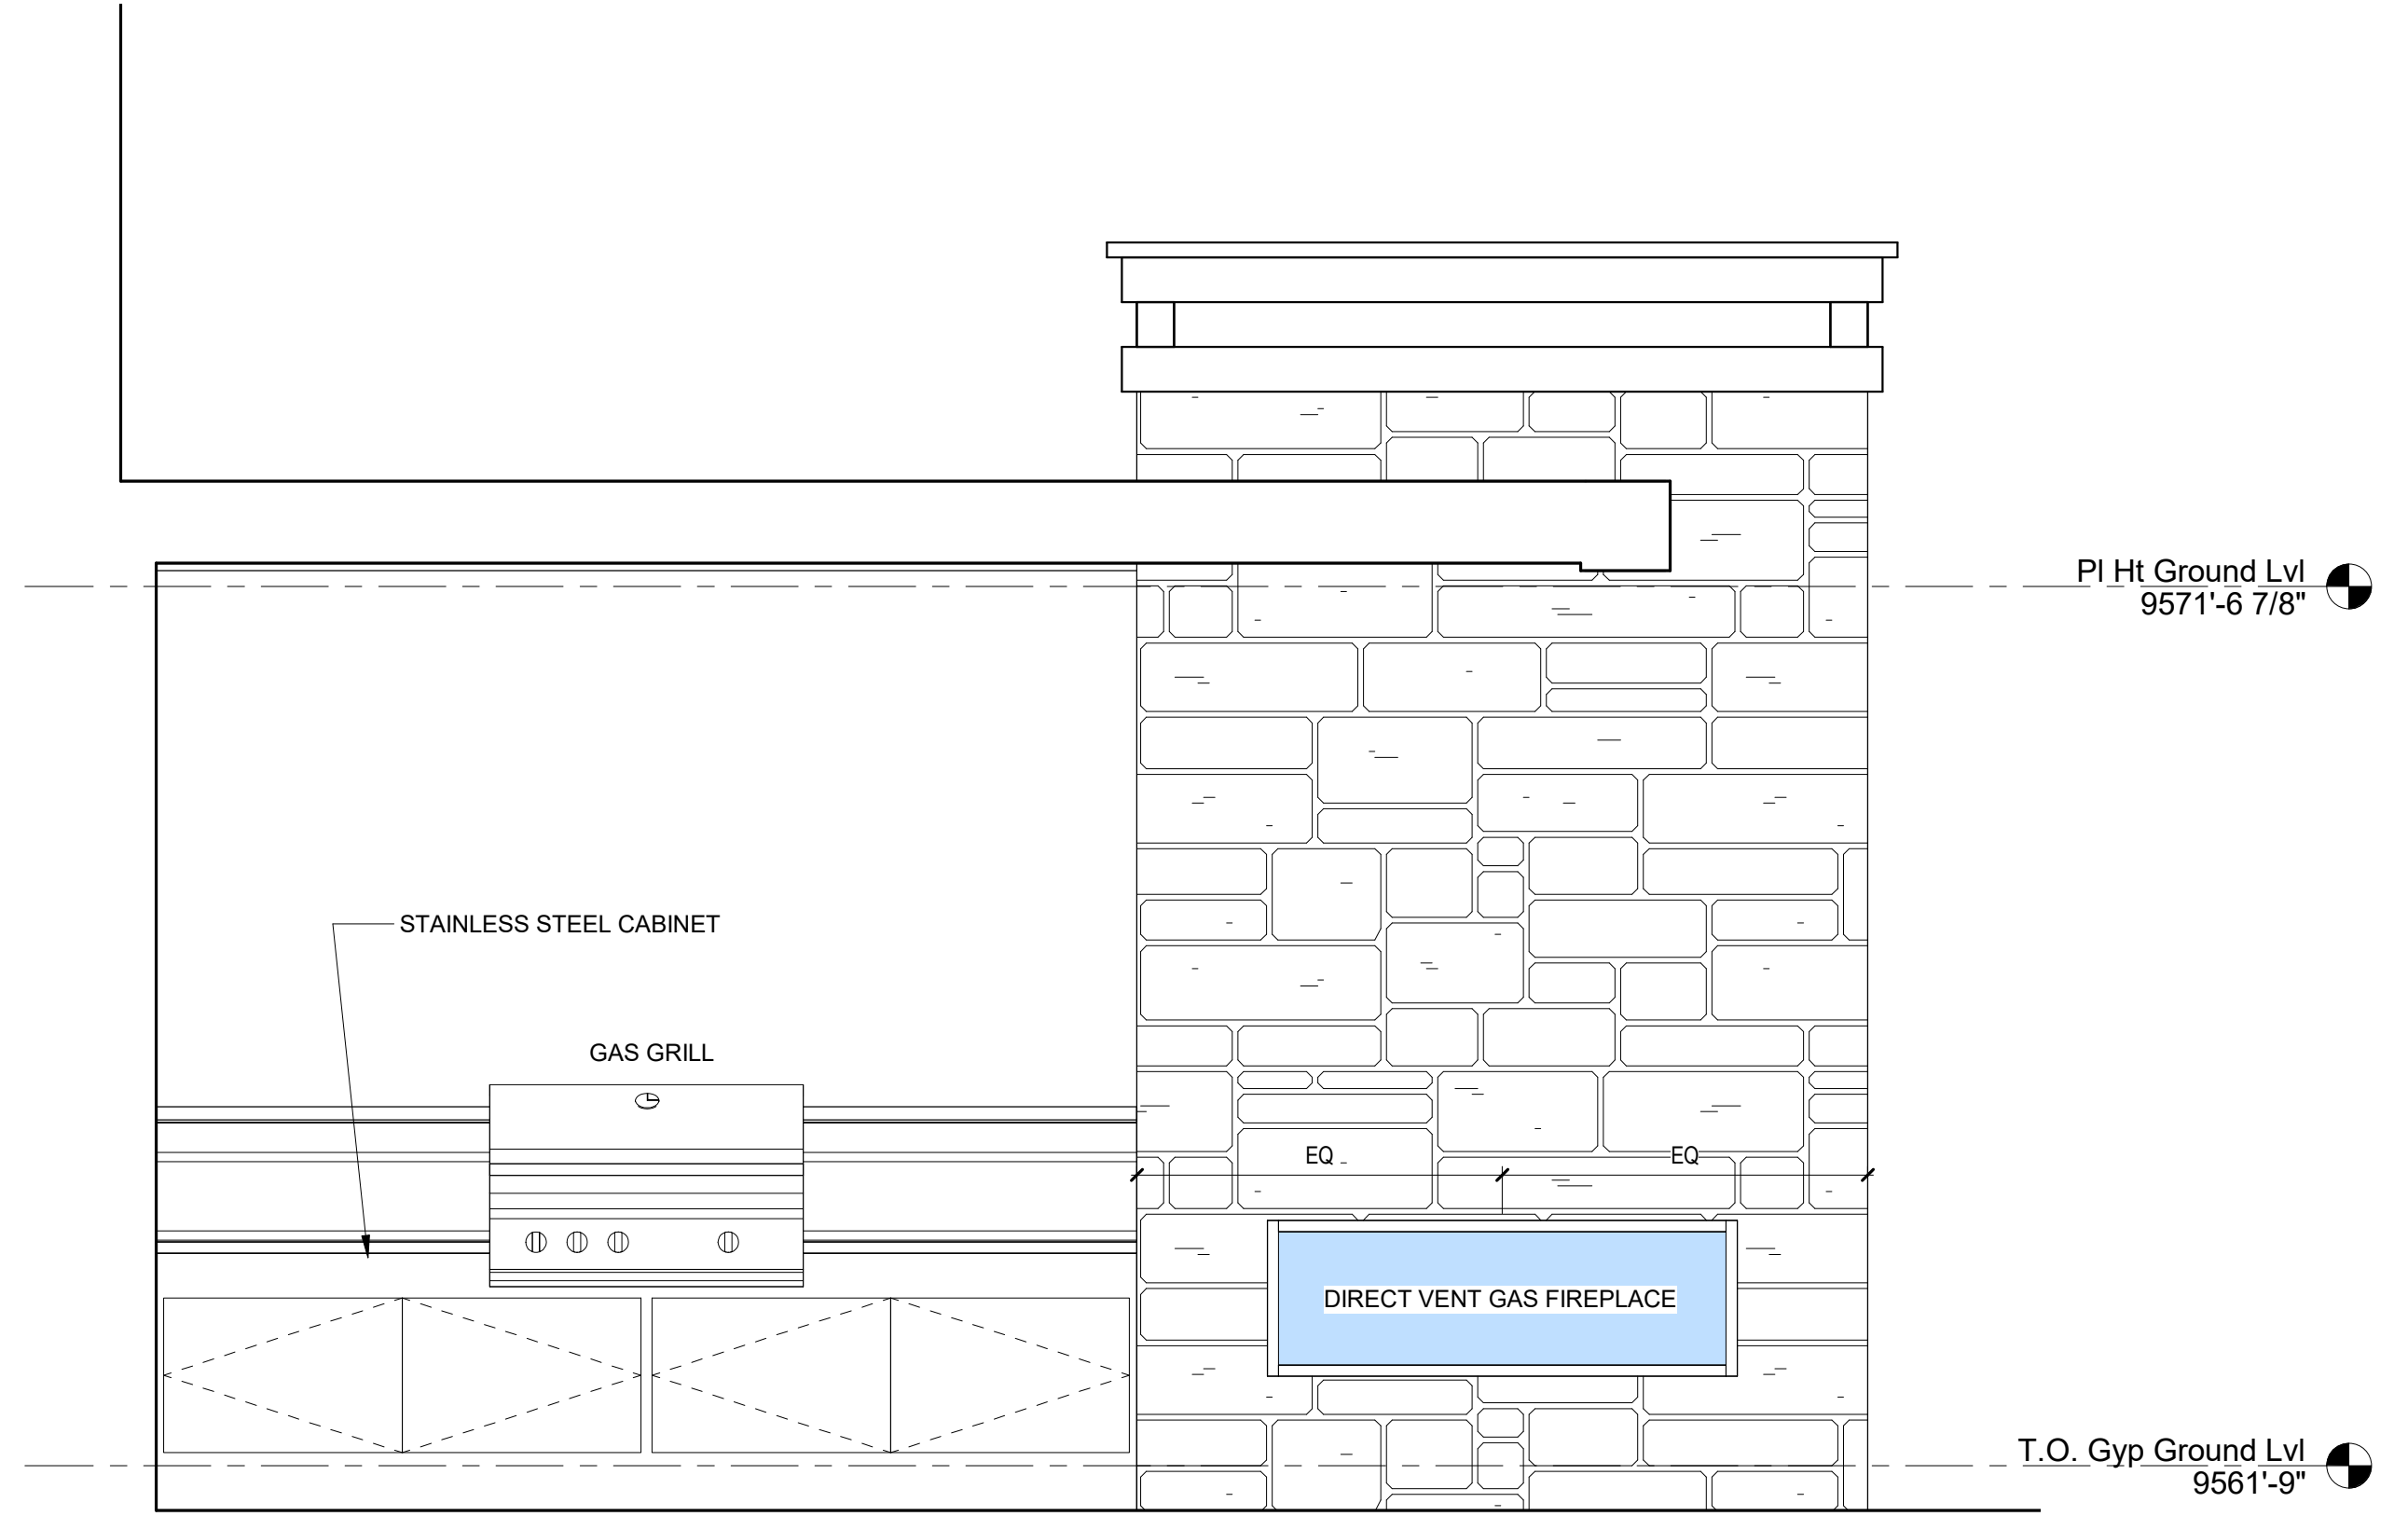 Pl Ht Ground Lvl
9571'-6 7/8"
STAINLESS STEEL CABINET
GAS GRILL
EQ
EQ
DIRECT VENT GAS FIREPLACE
T.O. Gyp Ground Lvl
9561'-9"